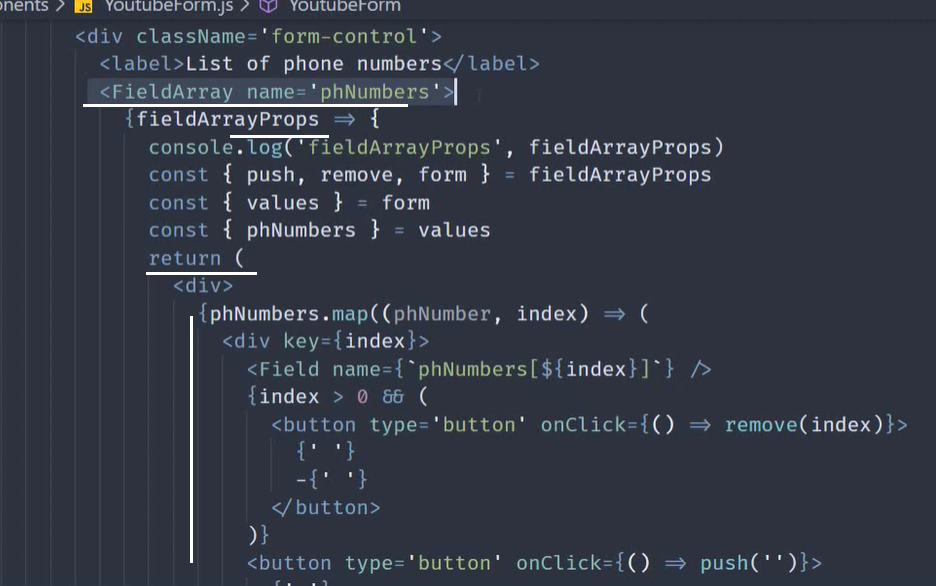 onents > JS YoutubeForm.js > YoutubeForm
<div className='form-control'>
<label>List of phone numbers</label>
<FieldArray name='phNumbers'>
{fieldArrayProps => {
console.log('fieldArrayProps', fieldArrayProps)
const { push, remove, form } = fieldArrayProps
const { values } = form
const { phNumbers } = values
return (
<div>
{phNumbers.map((phNumber, index) => (
<div key={index}>
<Field name={`phNumbers[${index}]`} />
{index > 0 && (
<button type='button' onClick={() => remove(index)}>
{' '}
-{' '}
</button>
)}
<button type='button' onClick={() => push('')}>